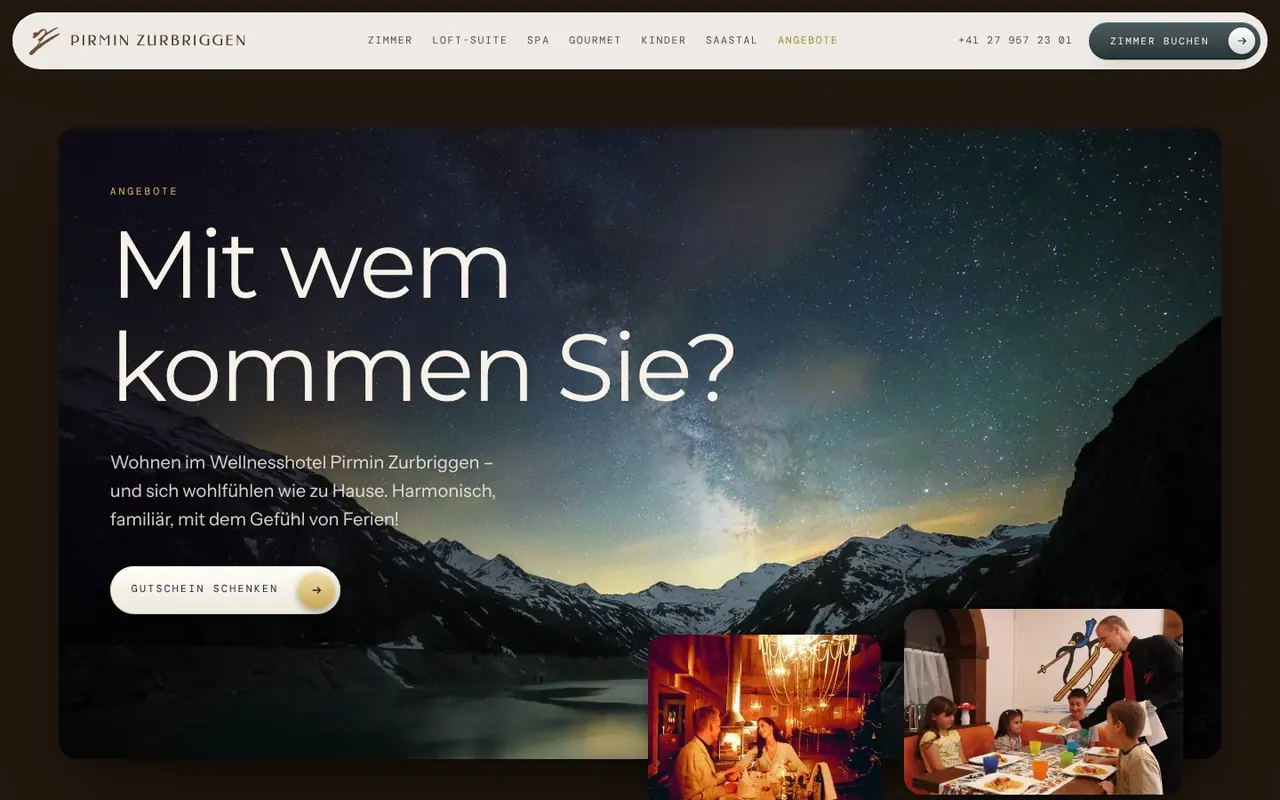 PIRMIN ZURBRIGGEN
ZIMMER LOFT-SUITE SPA GOURMET KINDER SAASTAL ANGEBOTE
+41 27 957 23 01
ZIMMER BUCHEN
ANGEBOTE
Mit wem
kommen Sie?
Wohnen im Wellnesshotel Pirmin Zurbriggen –
und sich wohlfühlen wie zu Hause. Harmonisch,
familiär, mit dem Gefühl von Ferien!
GUTSCHEIN SCHENKEN